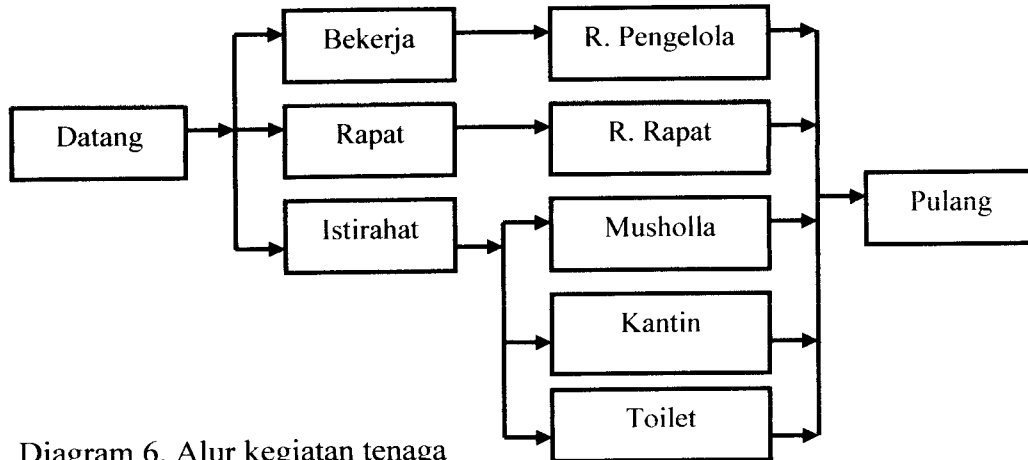 Datang
Bekerja
Rapat
Istirahat
R. Pengelola
R. Rapat
Musholla
Kantin
Toilet
Pulang
Diagram 6. Alur kegiatan tenaga